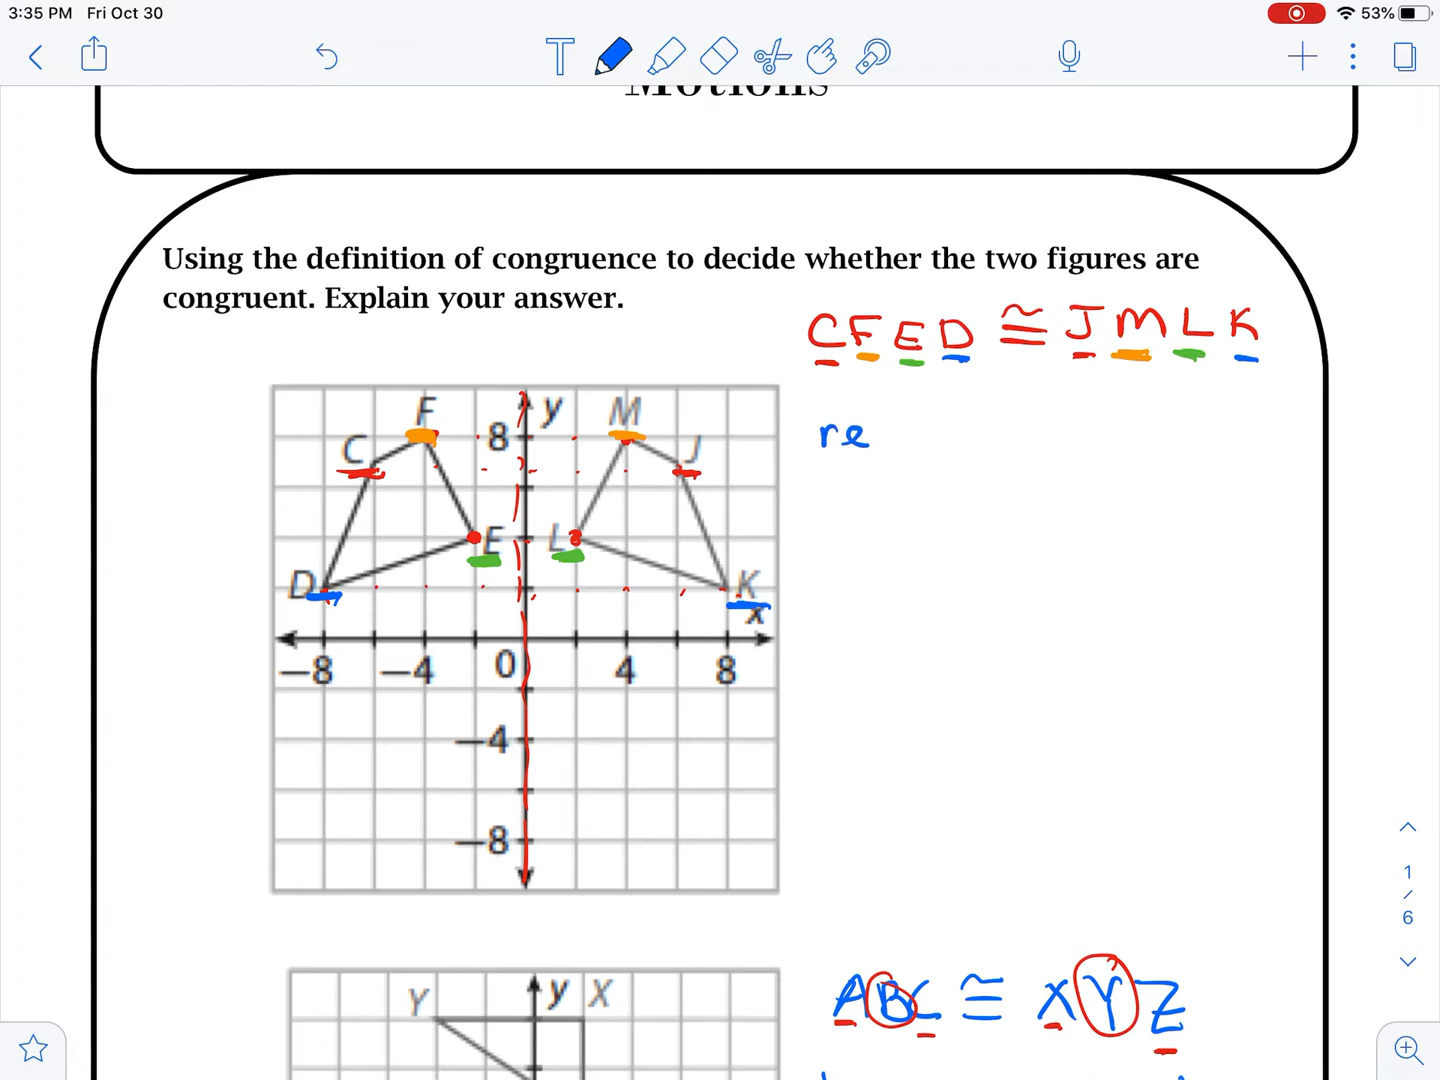 3:35 PM Fri Oct 30
53%
T
Motions
Using the definition of congruence to decide whether the two figures are
congruent. Explain your answer.
CFED ≅ JMLK
re
F
8
y
M
C
J
E
L
D
K
x
−8
−4
0
4
8
−4
−8
1
/
6
ABC ≅ XYZ
Y
y
X